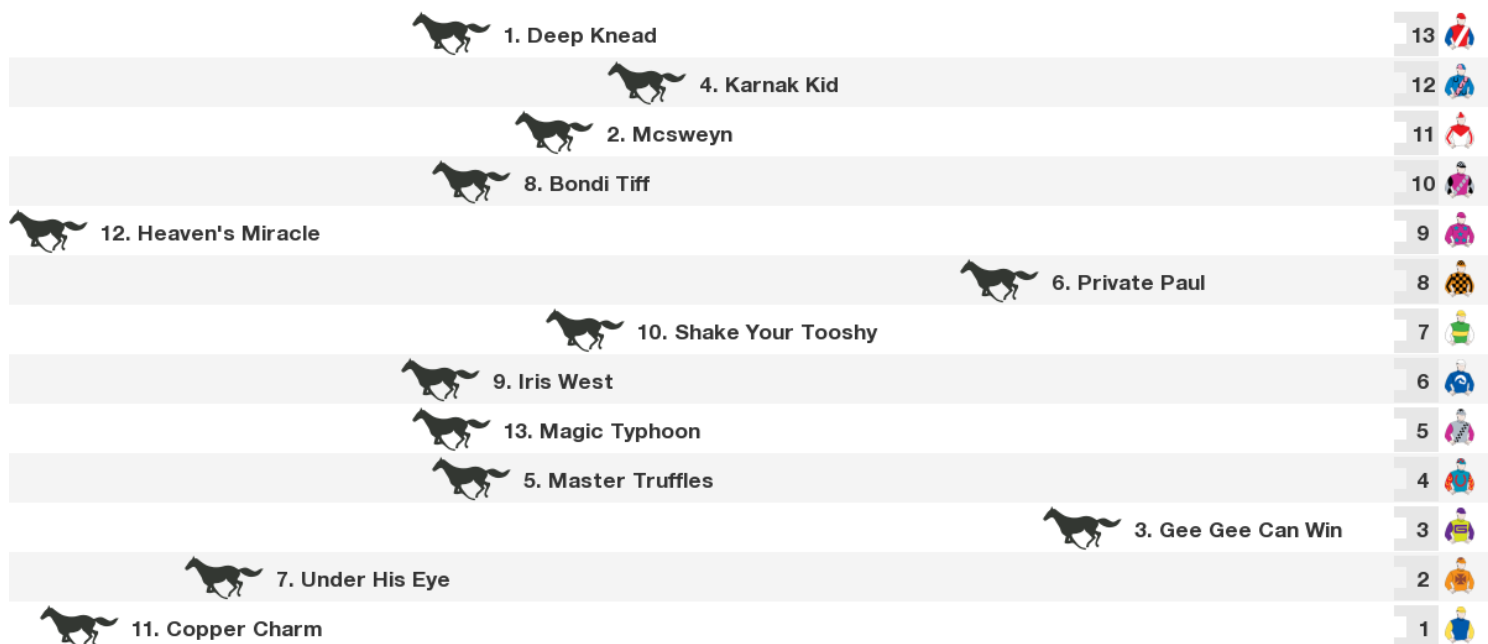 1. Deep Knead 13
4. Karnak Kid 12
2. Mcsweyn 11
8. Bondi Tiff 10
12. Heaven's Miracle 9
6. Private Paul 8
10. Shake Your Tooshy 7
9. Iris West 6
13. Magic Typhoon 5
5. Master Truffles 4
3. Gee Gee Can Win 3
7. Under His Eye 2
11. Copper Charm 1